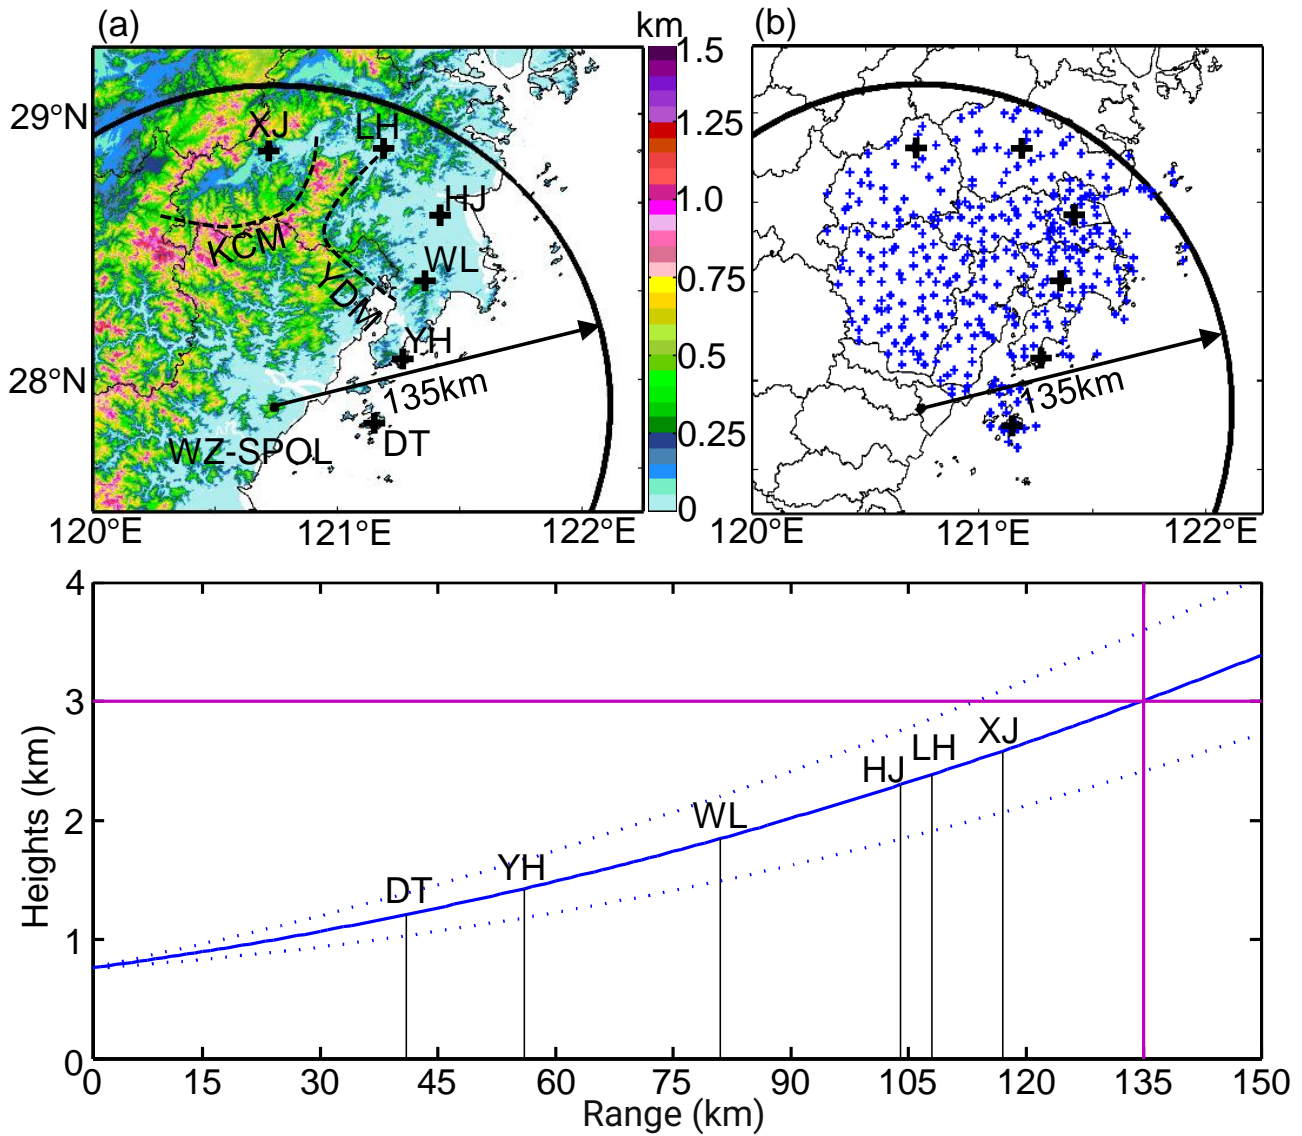 (a)
km
(b)
29°N
28°N
XJ
LH
HJ
KCM
WL
YDM
YH
135km
DT
WZ-SPOL
120°E
121°E
122°E
1.5
1.25
1.0
0.75
0.5
0.25
0
135km
120°E
121°E
122°E
4
3
2
1
0
Heights (km)
DT
YH
WL
HJ
LH
XJ
0
15
30
45
60
75
90
105
120
135
150
Range (km)